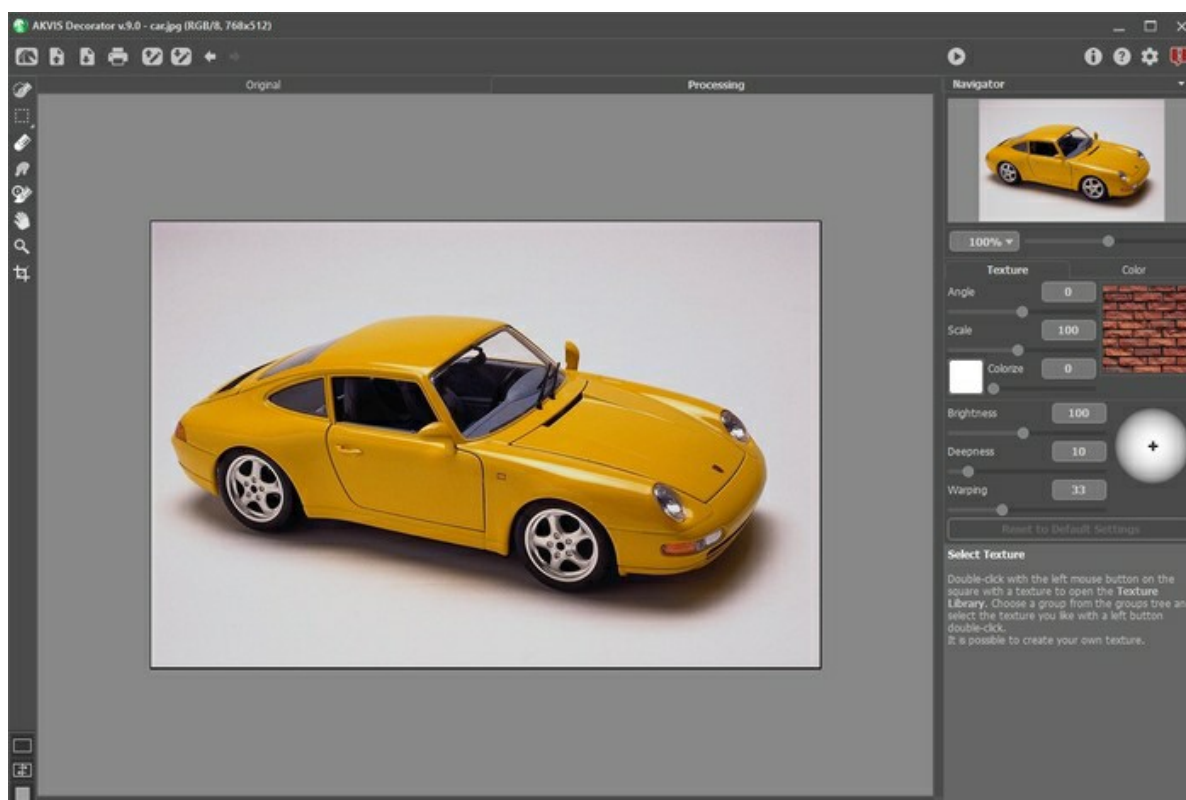 AKVIS Decorator v.9.0 - car.jpg (RGB/8, 768x512)
Original
Processing
Navigator
100%
Texture
Color
Angle
0
Scale
100
Colorize
0
Brightness
100
Deepness
10
Warping
33
Reset to Default Settings
Select Texture
Double-click with the left mouse button on the
square with a texture to open the Texture
Library. Choose a group from the groups tree an
select the texture you like with a left button
double-click.
It is possible to create your own texture.